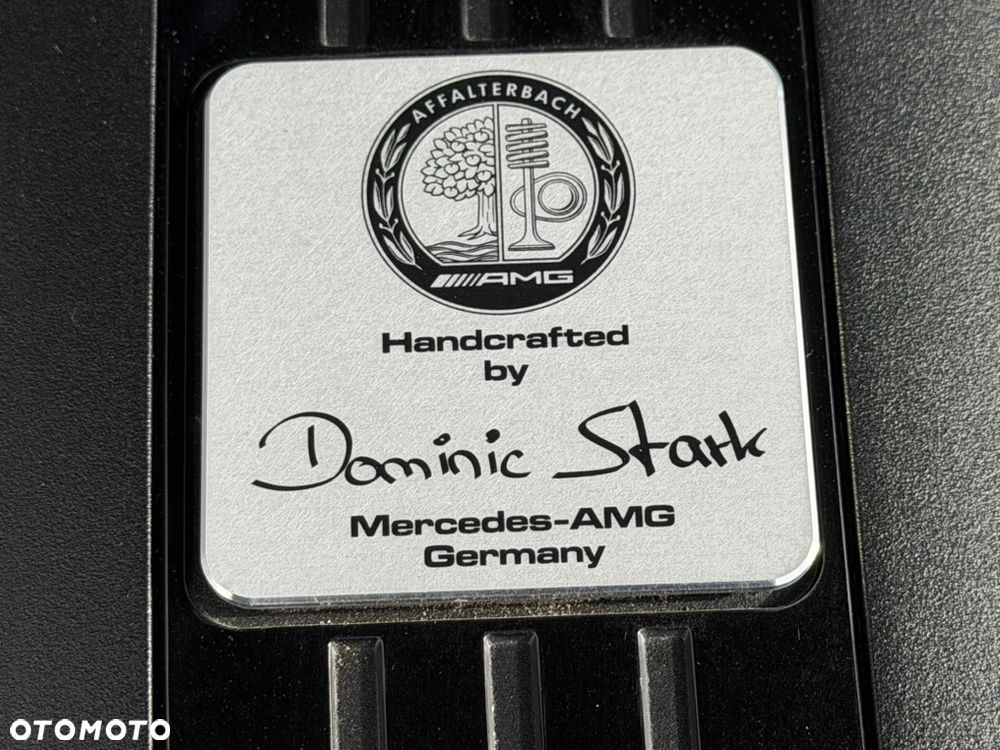 AFFALTERBACH
AMG
Handcrafted
by
Dominic Stark
Mercedes-AMG
Germany
OTOMOTO